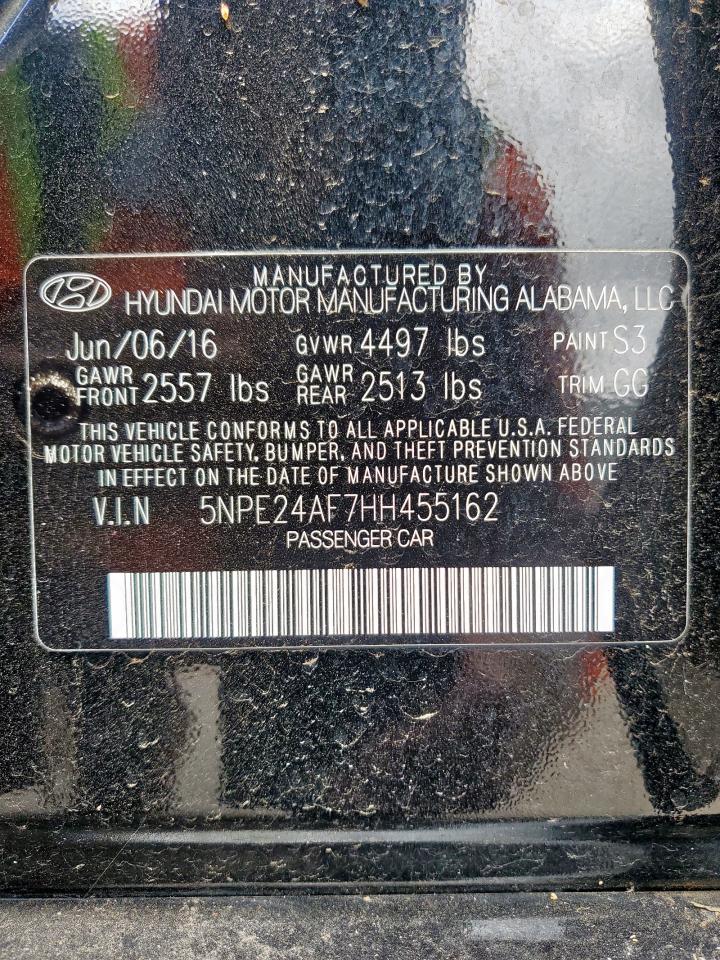 MANUFACTURED BY
HYUNDAI MOTOR MANUFACTURING ALABAMA, LLC
Jun/06/16 GVWR 4497 lbs PAINT S3
GAWR FRONT 2557 lbs GAWR REAR 2513 lbs TRIM GG
THIS VEHICLE CONFORMS TO ALL APPLICABLE U.S.A. FEDERAL
MOTOR VEHICLE SAFETY, BUMPER, AND THEFT PREVENTION STANDARDS
IN EFFECT ON THE DATE OF MANUFACTURE SHOWN ABOVE
V.I.N 5NPE24AF7HH455162
PASSENGER CAR